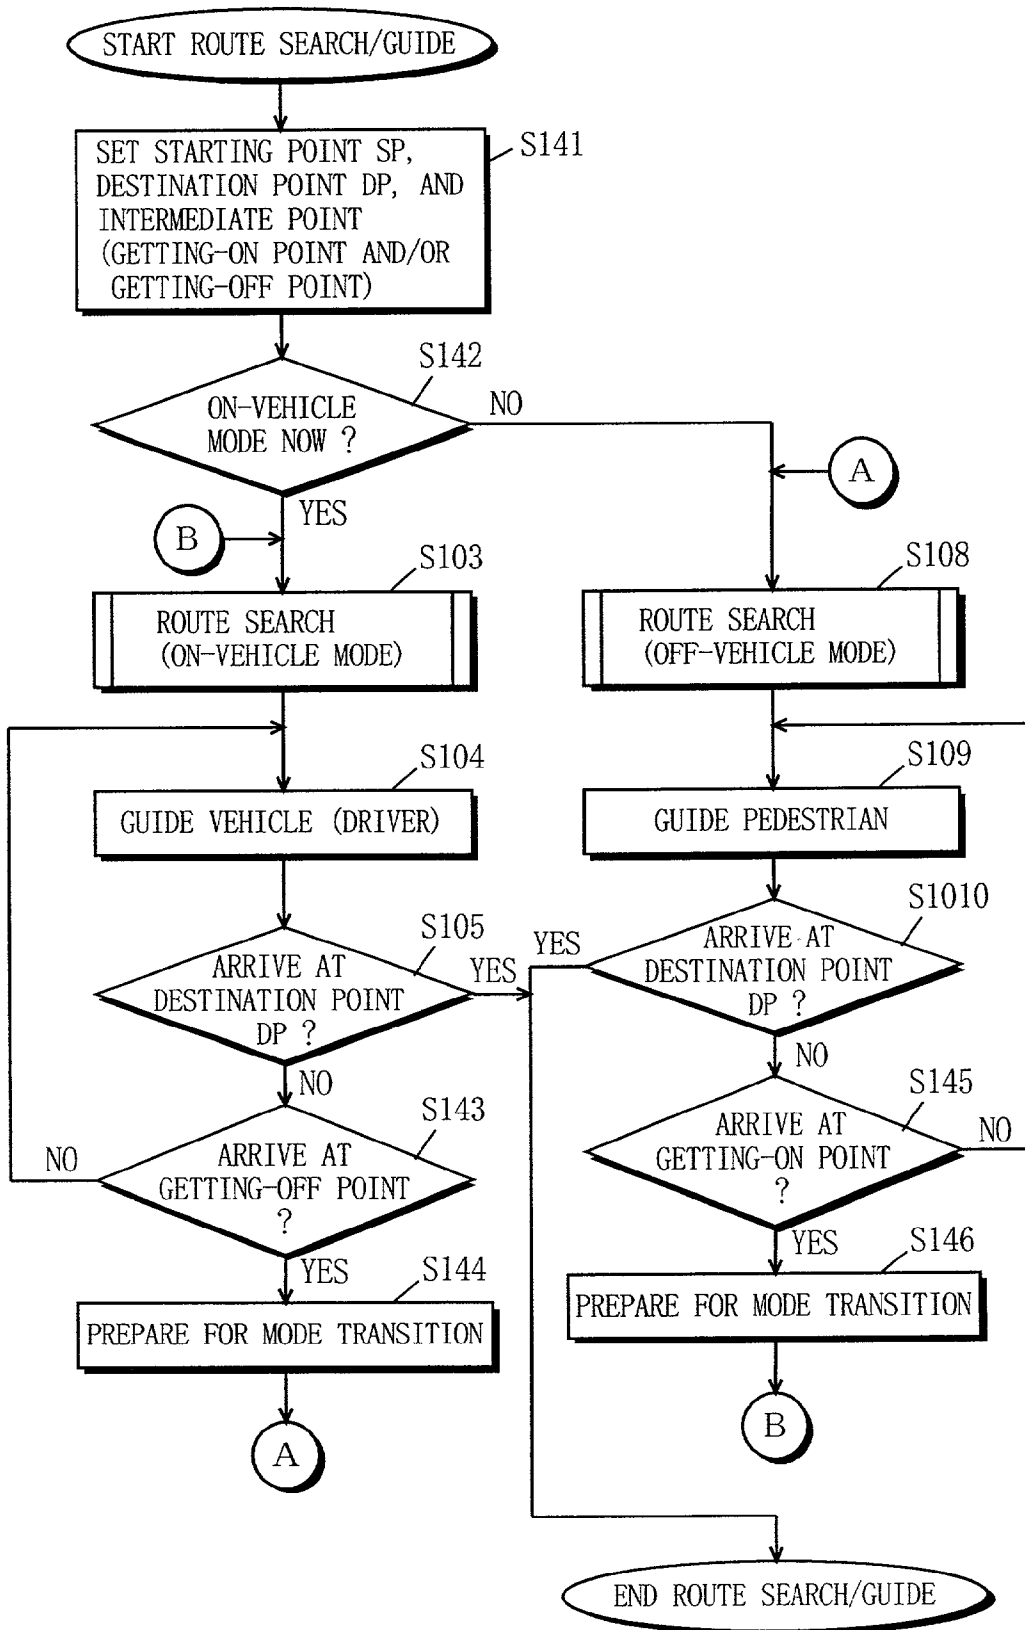 START ROUTE SEARCH/GUIDE
S141
SET STARTING POINT SP,
DESTINATION POINT DP, AND
INTERMEDIATE POINT
(GETTING-ON POINT AND/OR
GETTING-OFF POINT)
S142
ON-VEHICLE
MODE NOW ?
NO
A
YES
B
S103
ROUTE SEARCH
(ON-VEHICLE MODE)
S108
ROUTE SEARCH
(OFF-VEHICLE MODE)
S104
GUIDE VEHICLE (DRIVER)
S109
GUIDE PEDESTRIAN
S105
ARRIVE AT
DESTINATION POINT
DP ?
YES
NO
S1010
YES
ARRIVE AT
DESTINATION POINT
DP ?
NO
S143
NO
ARRIVE AT
GETTING-OFF POINT
?
YES
S145
ARRIVE AT
GETTING-ON POINT
?
NO
YES
S144
PREPARE FOR MODE TRANSITION
A
S146
PREPARE FOR MODE TRANSITION
B
END ROUTE SEARCH/GUIDE